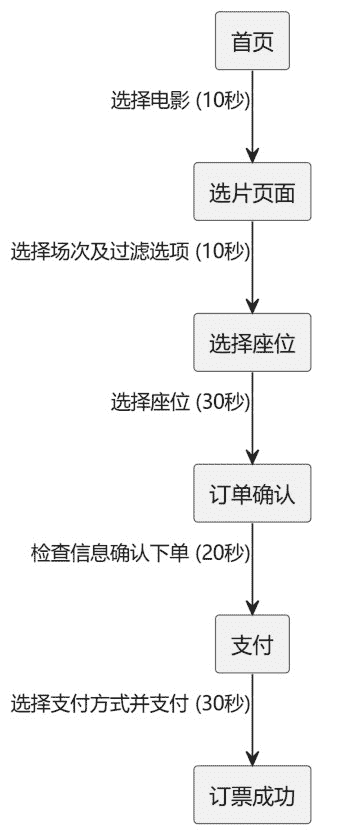 首页
选择电影 (10秒)
选片页面
选择场次及过滤选项 (10秒)
选择座位
选择座位 (30秒)
订单确认
检查信息确认下单 (20秒)
支付
选择支付方式并支付 (30秒)
订票成功